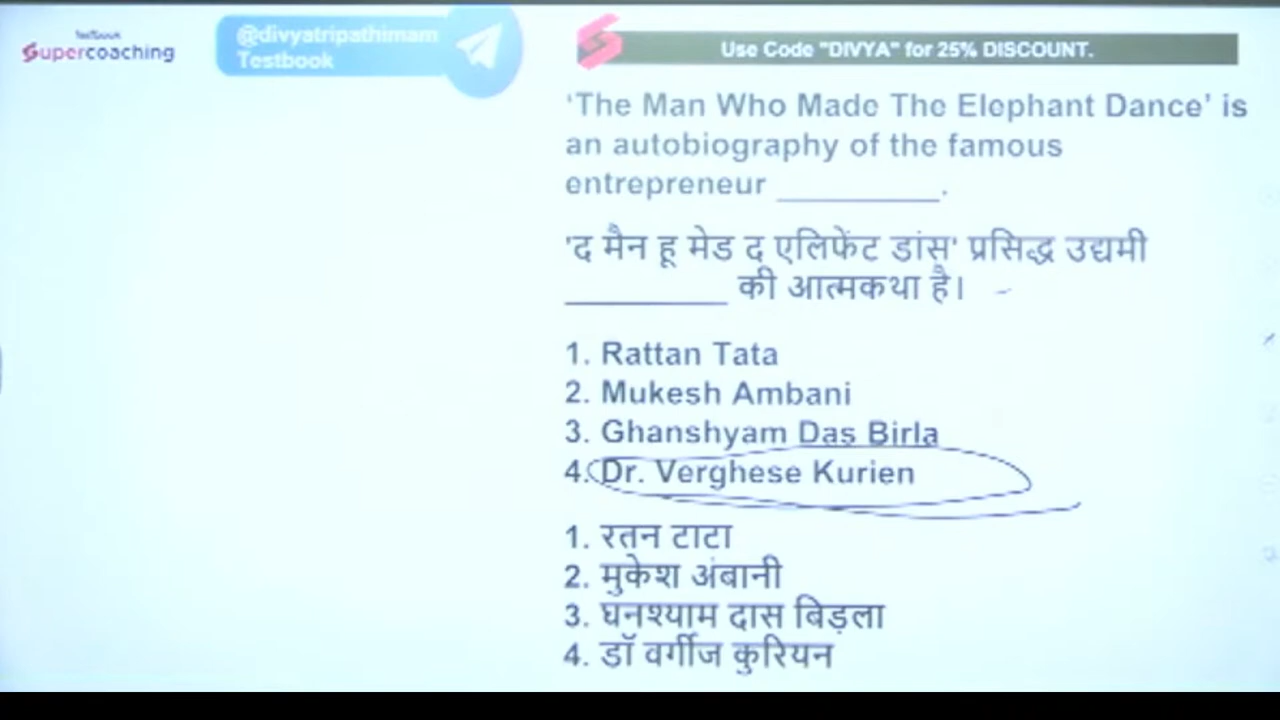 testbook
Supercoaching
@divyatripathimam
Testbook
Use Code "DIVYA" for 25% DISCOUNT.
‘The Man Who Made The Elephant Dance’ is
an autobiography of the famous
entrepreneur __________.
'द मैन हू मेड द एलिफेंट डांस' प्रसिद्ध उद्यमी
__________ की आत्मकथा है।
1. Rattan Tata
2. Mukesh Ambani
3. Ghanshyam Das Birla
4. Dr. Verghese Kurien
1. रतन टाटा
2. मुकेश अंबानी
3. घनश्याम दास बिड़ला
4. डॉ वर्गीज कुरियन